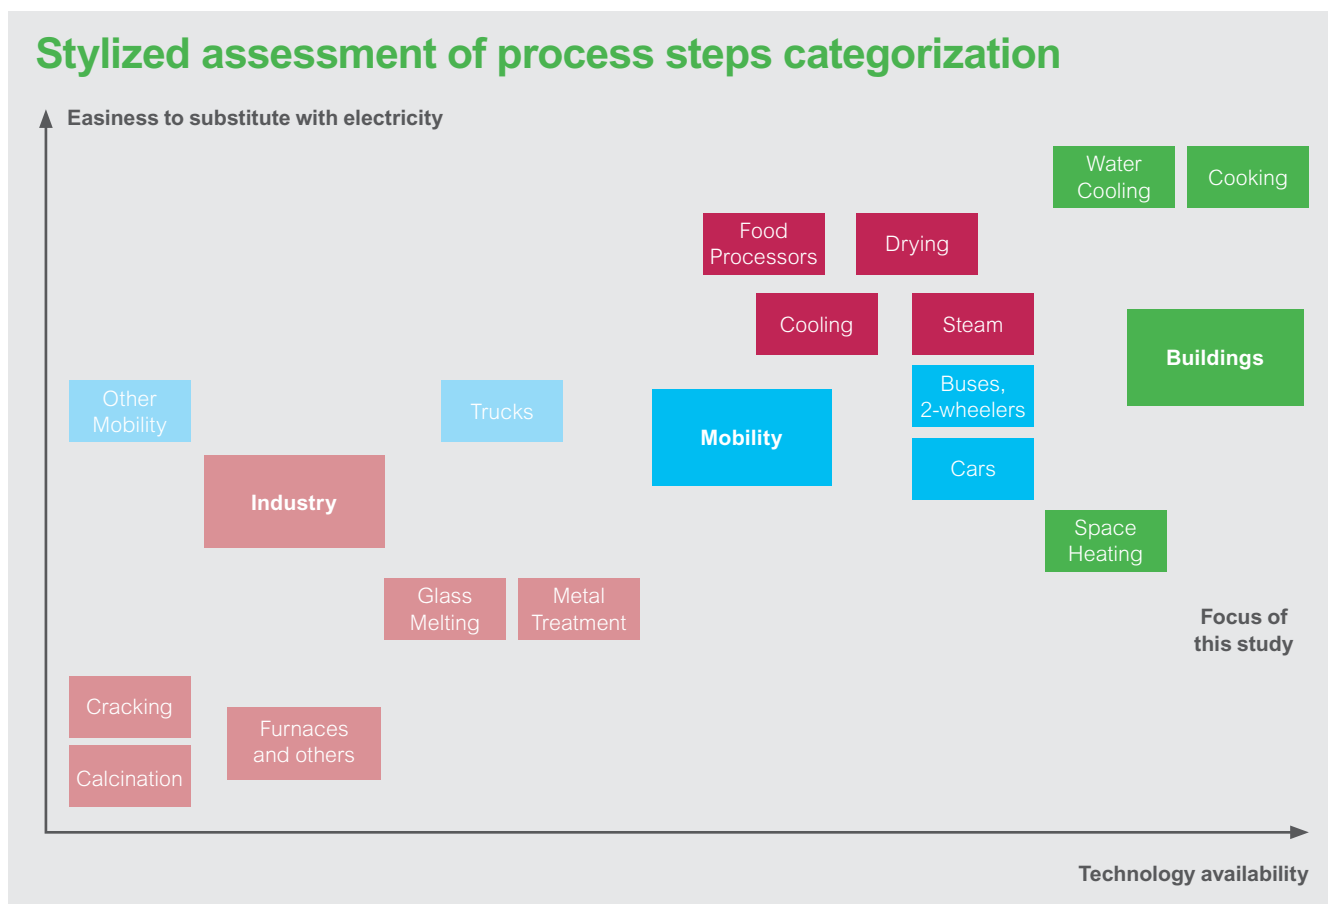 Stylized assessment of process steps categorization
Easiness to substitute with electricity
Water
Cooling
Cooking
Food
Processors
Drying
Cooling
Steam
Buildings
Other
Mobility
Trucks
Mobility
Buses,
2-wheelers
Cars
Industry
Space
Heating
Glass
Melting
Metal
Treatment
Focus of
this study
Cracking
Furnaces
and others
Calcination
Technology availability